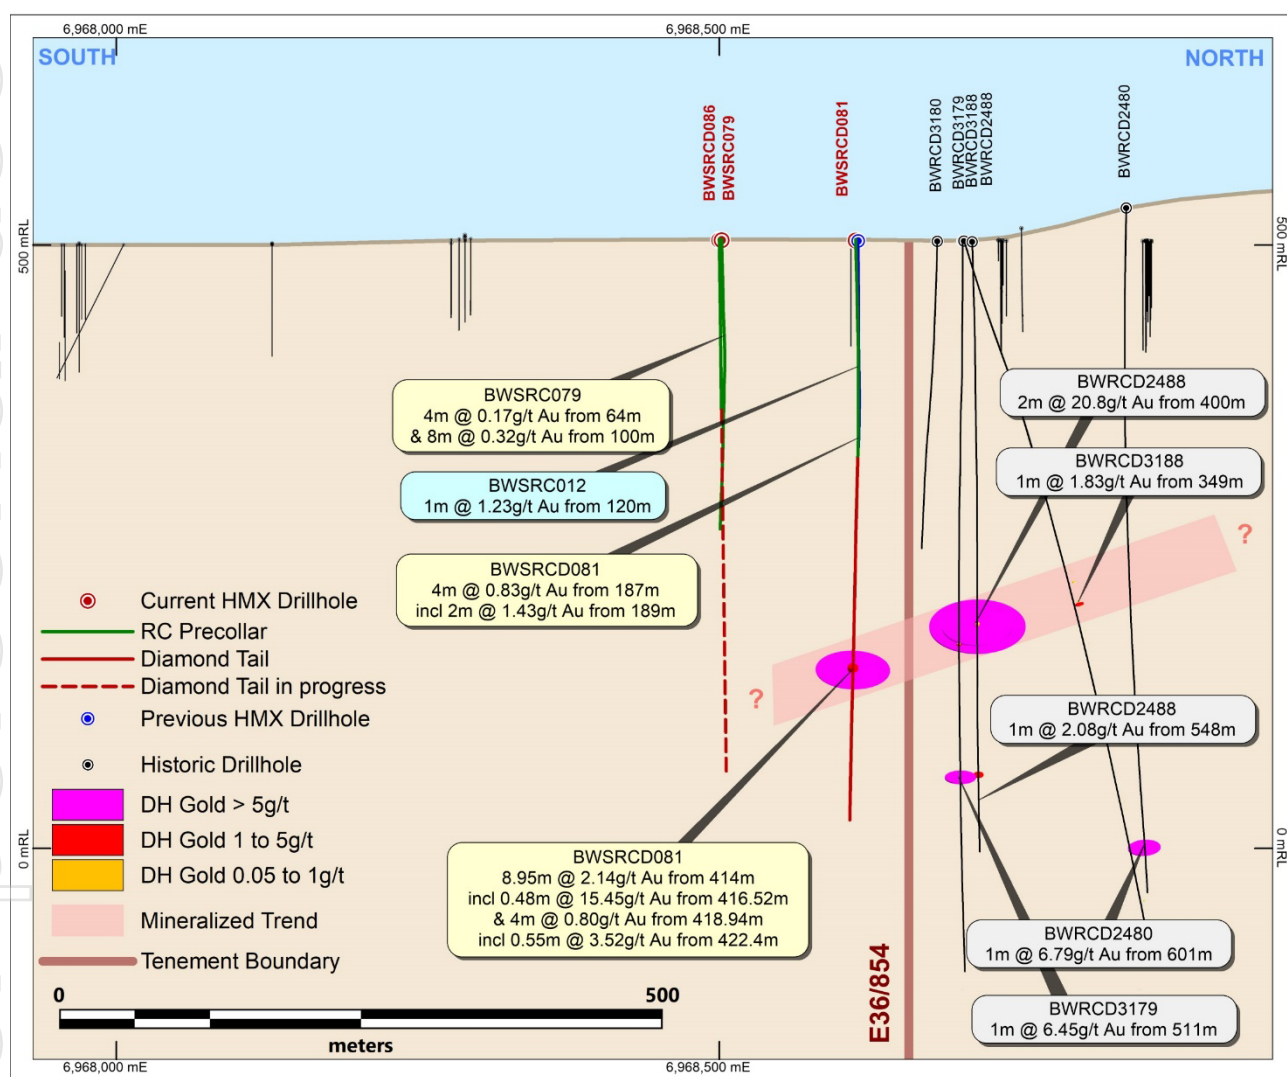 6,968,000 mE
6,968,500 mE
SOUTH
NORTH
BWSRCD086
BWSRC079
BWSRCD081
BWRCD3180
BWRCD3179
BWRCD3188
BWRCD2488
BWRCD2480
500 mRL
500 mRL
BWSRC079
4m @ 0.17g/t Au from 64m
& 8m @ 0.32g/t Au from 100m
BWSRC012
1m @ 1.23g/t Au from 120m
BWSRCD081
4m @ 0.83g/t Au from 187m
incl 2m @ 1.43g/t Au from 189m
BWRCD2488
2m @ 20.8g/t Au from 400m
BWRCD3188
1m @ 1.83g/t Au from 349m
?
?
BWRCD2488
1m @ 2.08g/t Au from 548m
Current HMX Drillhole
RC Precollar
Diamond Tail
Diamond Tail in progress
Previous HMX Drillhole
Historic Drillhole
DH Gold > 5g/t
DH Gold 1 to 5g/t
DH Gold 0.05 to 1g/t
Mineralized Trend
Tenement Boundary
0 mRL
0 mRL
BWSRCD081
8.95m @ 2.14g/t Au from 414m
incl 0.48m @ 15.45g/t Au from 416.52m
& 4m @ 0.80g/t Au from 418.94m
incl 0.55m @ 3.52g/t Au from 422.4m
BWRCD2480
1m @ 6.79g/t Au from 601m
BWRCD3179
1m @ 6.45g/t Au from 511m
E36/854
0
500
meters
6,968,000 mE
6,968,500 mE